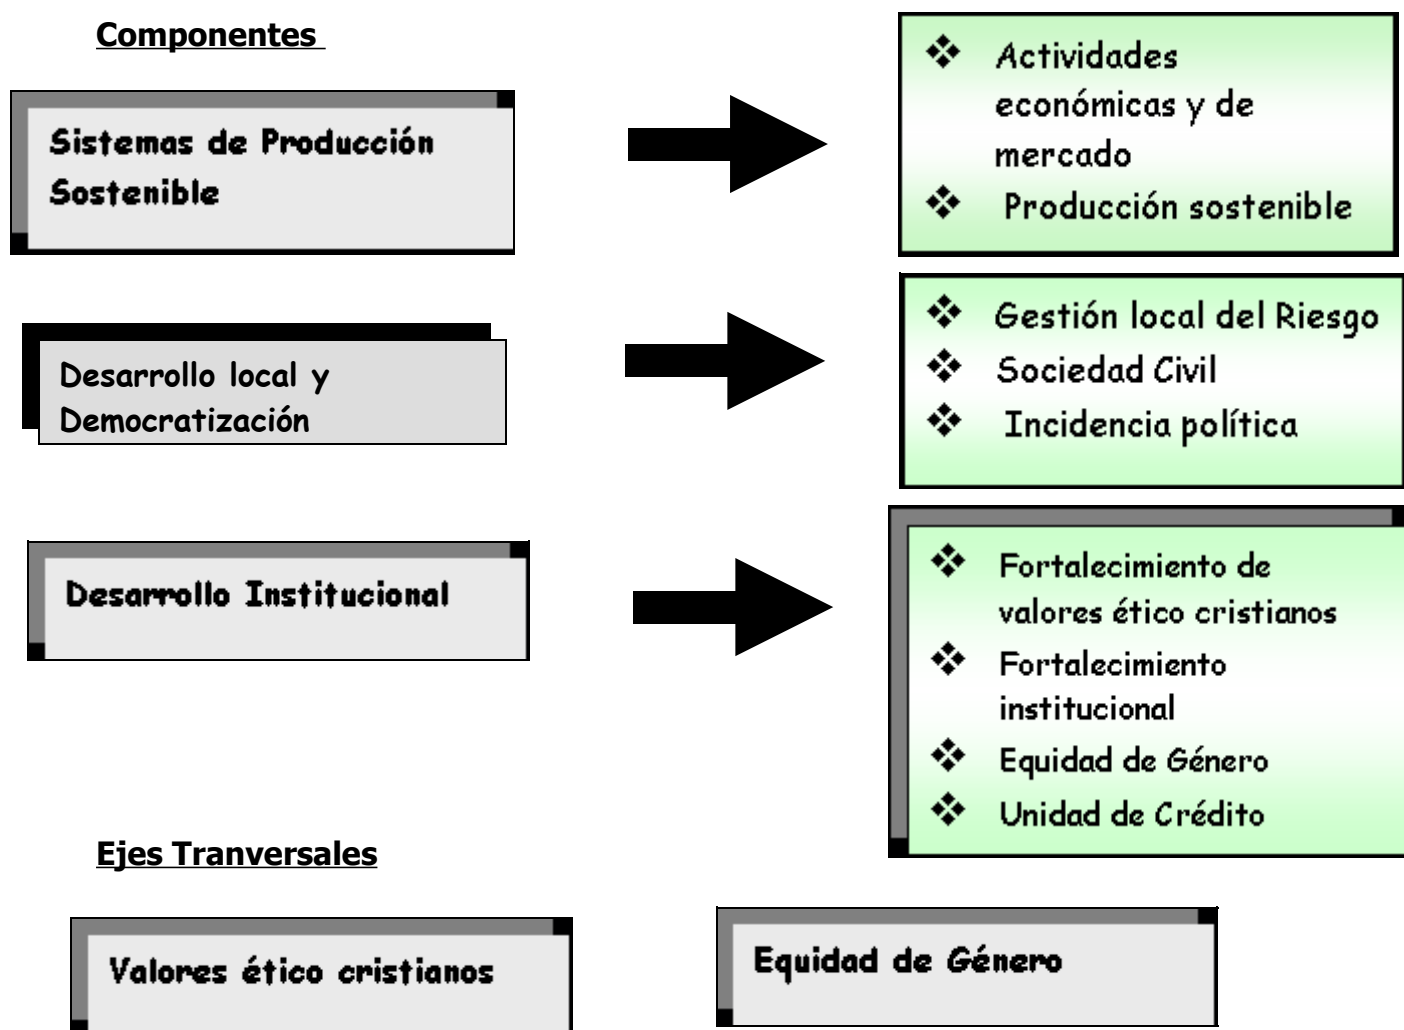 Componentes
Sistemas de Producción
Sostenible
❖ Actividades
económicas y de
mercado
❖ Producción sostenible
Desarrollo local y
Democratización
❖ Gestión local del Riesgo
❖ Sociedad Civil
❖ Incidencia política
Desarrollo Institucional
❖ Fortalecimiento de
valores ético cristianos
❖ Fortalecimiento
institucional
❖ Equidad de Género
❖ Unidad de Crédito
Ejes Tranversales
Valores ético cristianos
Equidad de Género